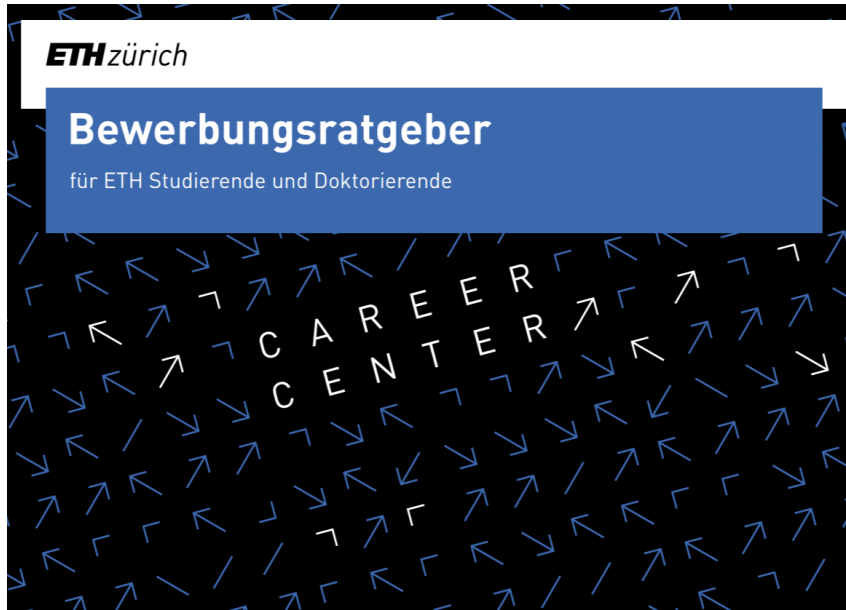 ETH zürich
Bewerbungsratgeber
für ETH Studierende und Doktorierende
CAREER
CENTER